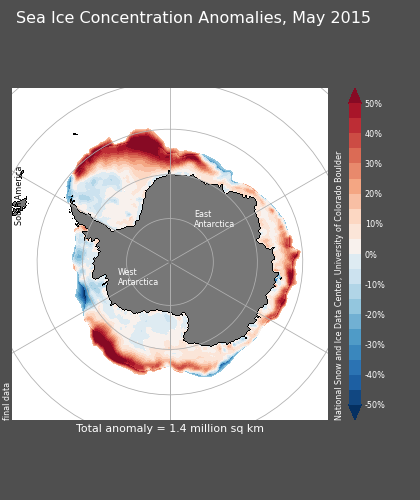 Sea Ice Concentration Anomalies, May 2015
South America
East
Antarctica
West
Antarctica
final data
50%
40%
30%
20%
10%
0%
-10%
-20%
-30%
-40%
-50%
National Snow and Ice Data Center, University of Colorado Boulder
Total anomaly = 1.4 million sq km